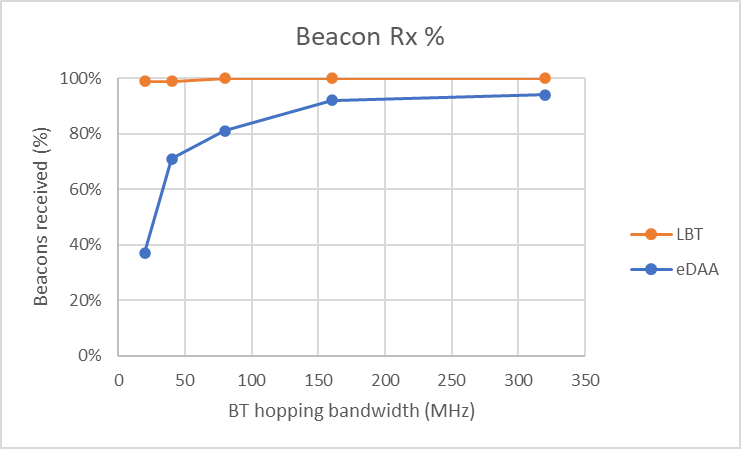 Beacon Rx %
100%
80%
60%
40%
20%
0%
Beacons received (%)
0 50 100 150 200 250 300 350
BT hopping bandwidth (MHz)
LBT
eDAA